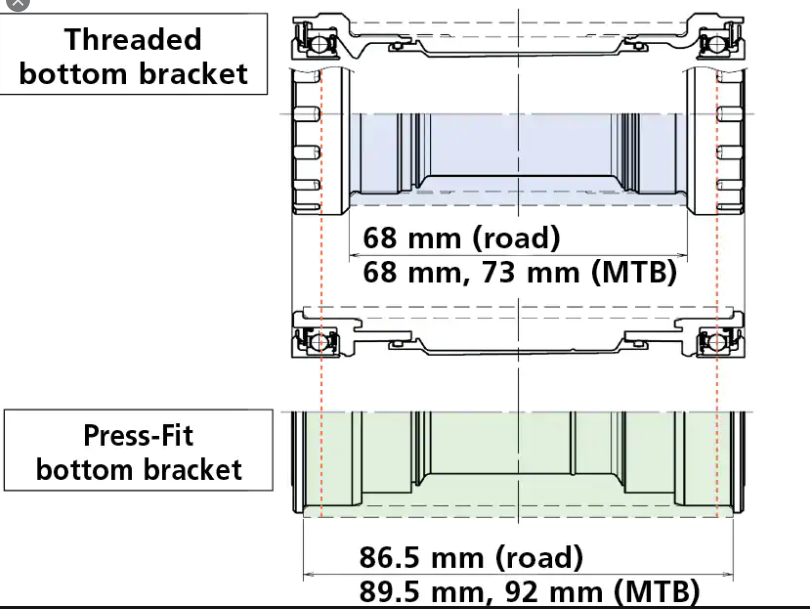 Threaded
bottom bracket
68 mm (road)
68 mm, 73 mm (MTB)
Press-Fit
bottom bracket
86.5 mm (road)
89.5 mm, 92 mm (MTB)